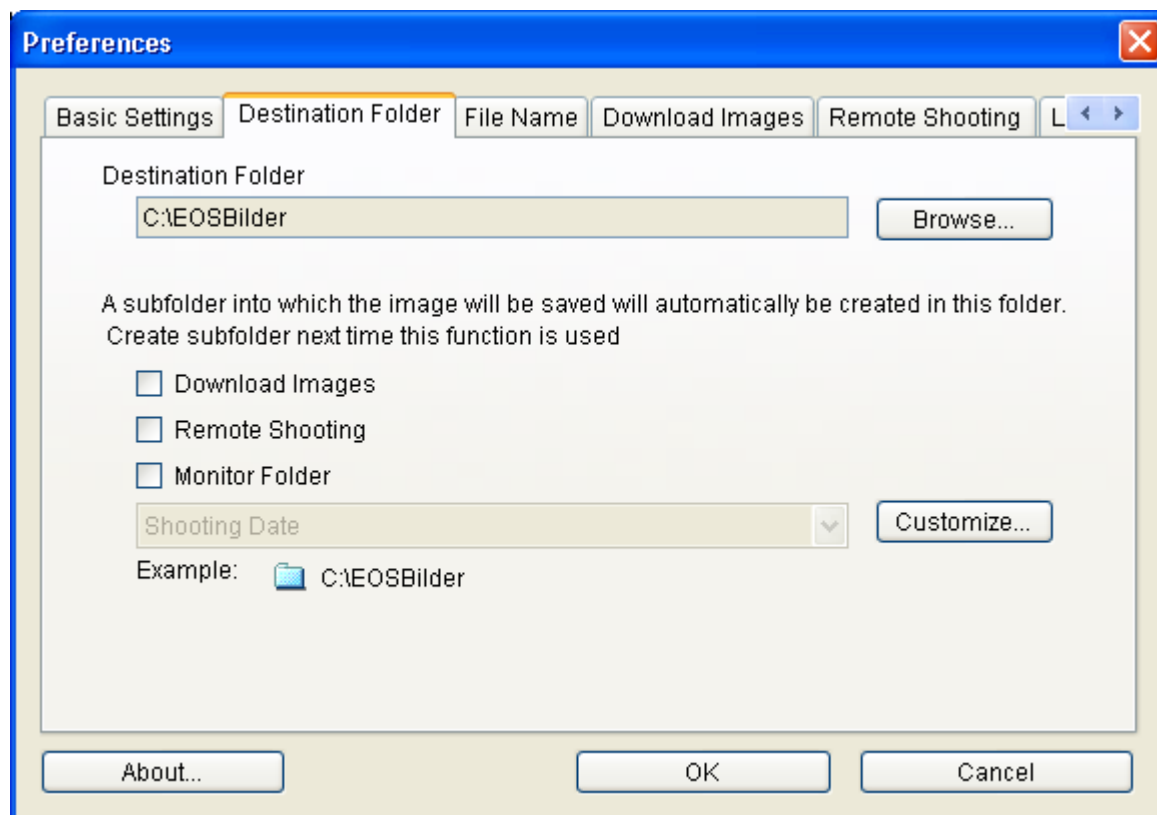 Preferences
Basic Settings Destination Folder File Name Download Images Remote Shooting L
Destination Folder
C:\EOSBilder Browse...
A subfolder into which the image will be saved will automatically be created in this folder.
Create subfolder next time this function is used
Download Images
Remote Shooting
Monitor Folder
Shooting Date Customize...
Example: C:\EOSBilder
About... OK Cancel